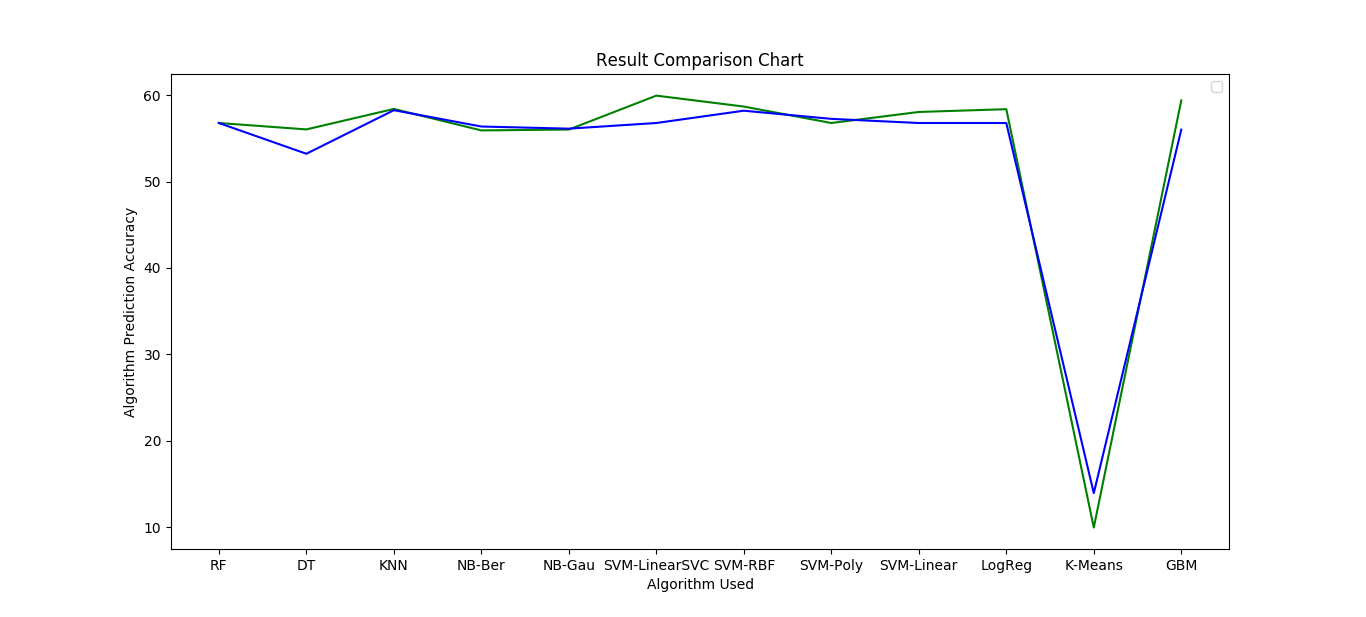 Result Comparison Chart
60
50
40
30
20
10
Algorithm Prediction Accuracy
RF DT KNN NB-Ber NB-Gau SVM-LinearSVC SVM-RBF SVM-Poly SVM-Linear LogReg K-Means GBM
Algorithm Used